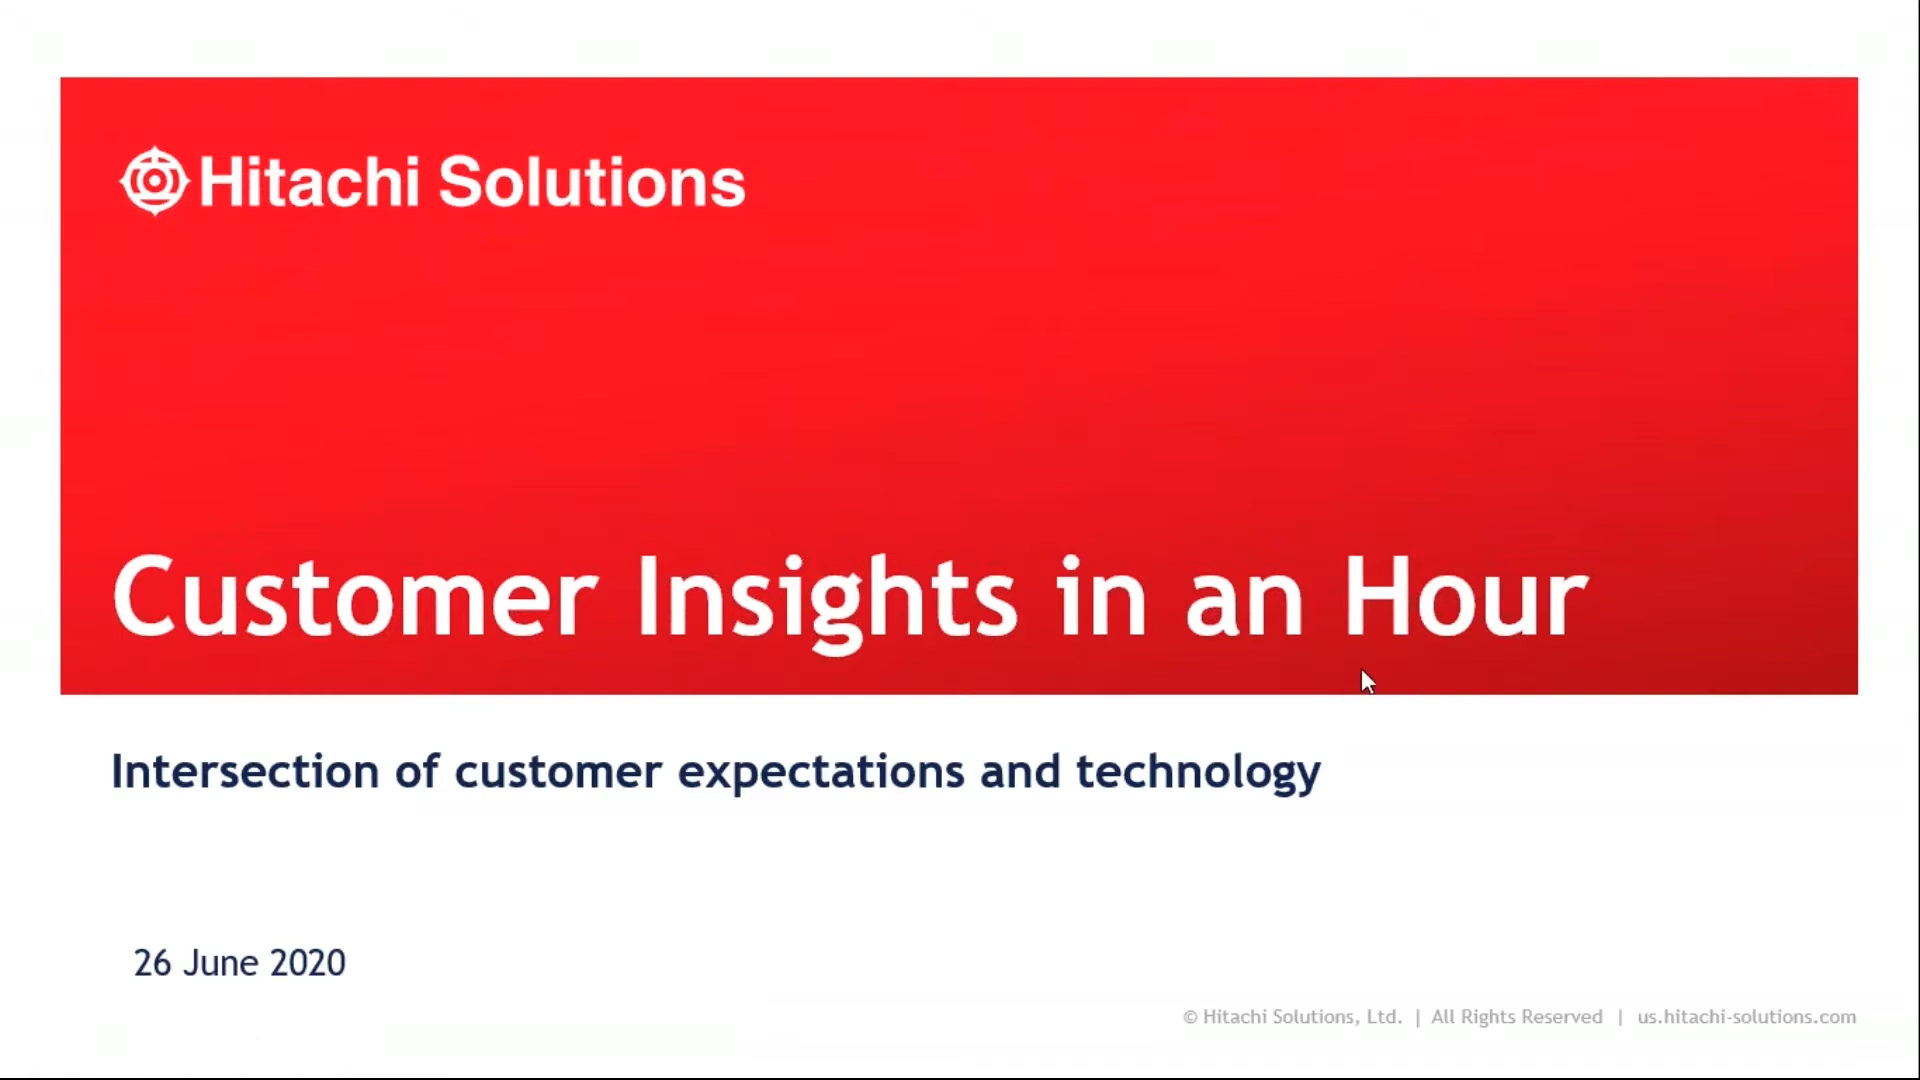 Hitachi Solutions
Customer Insights in an Hour
Intersection of customer expectations and technology
26 June 2020
© Hitachi Solutions, Ltd. | All Rights Reserved | us.hitachi-solutions.com